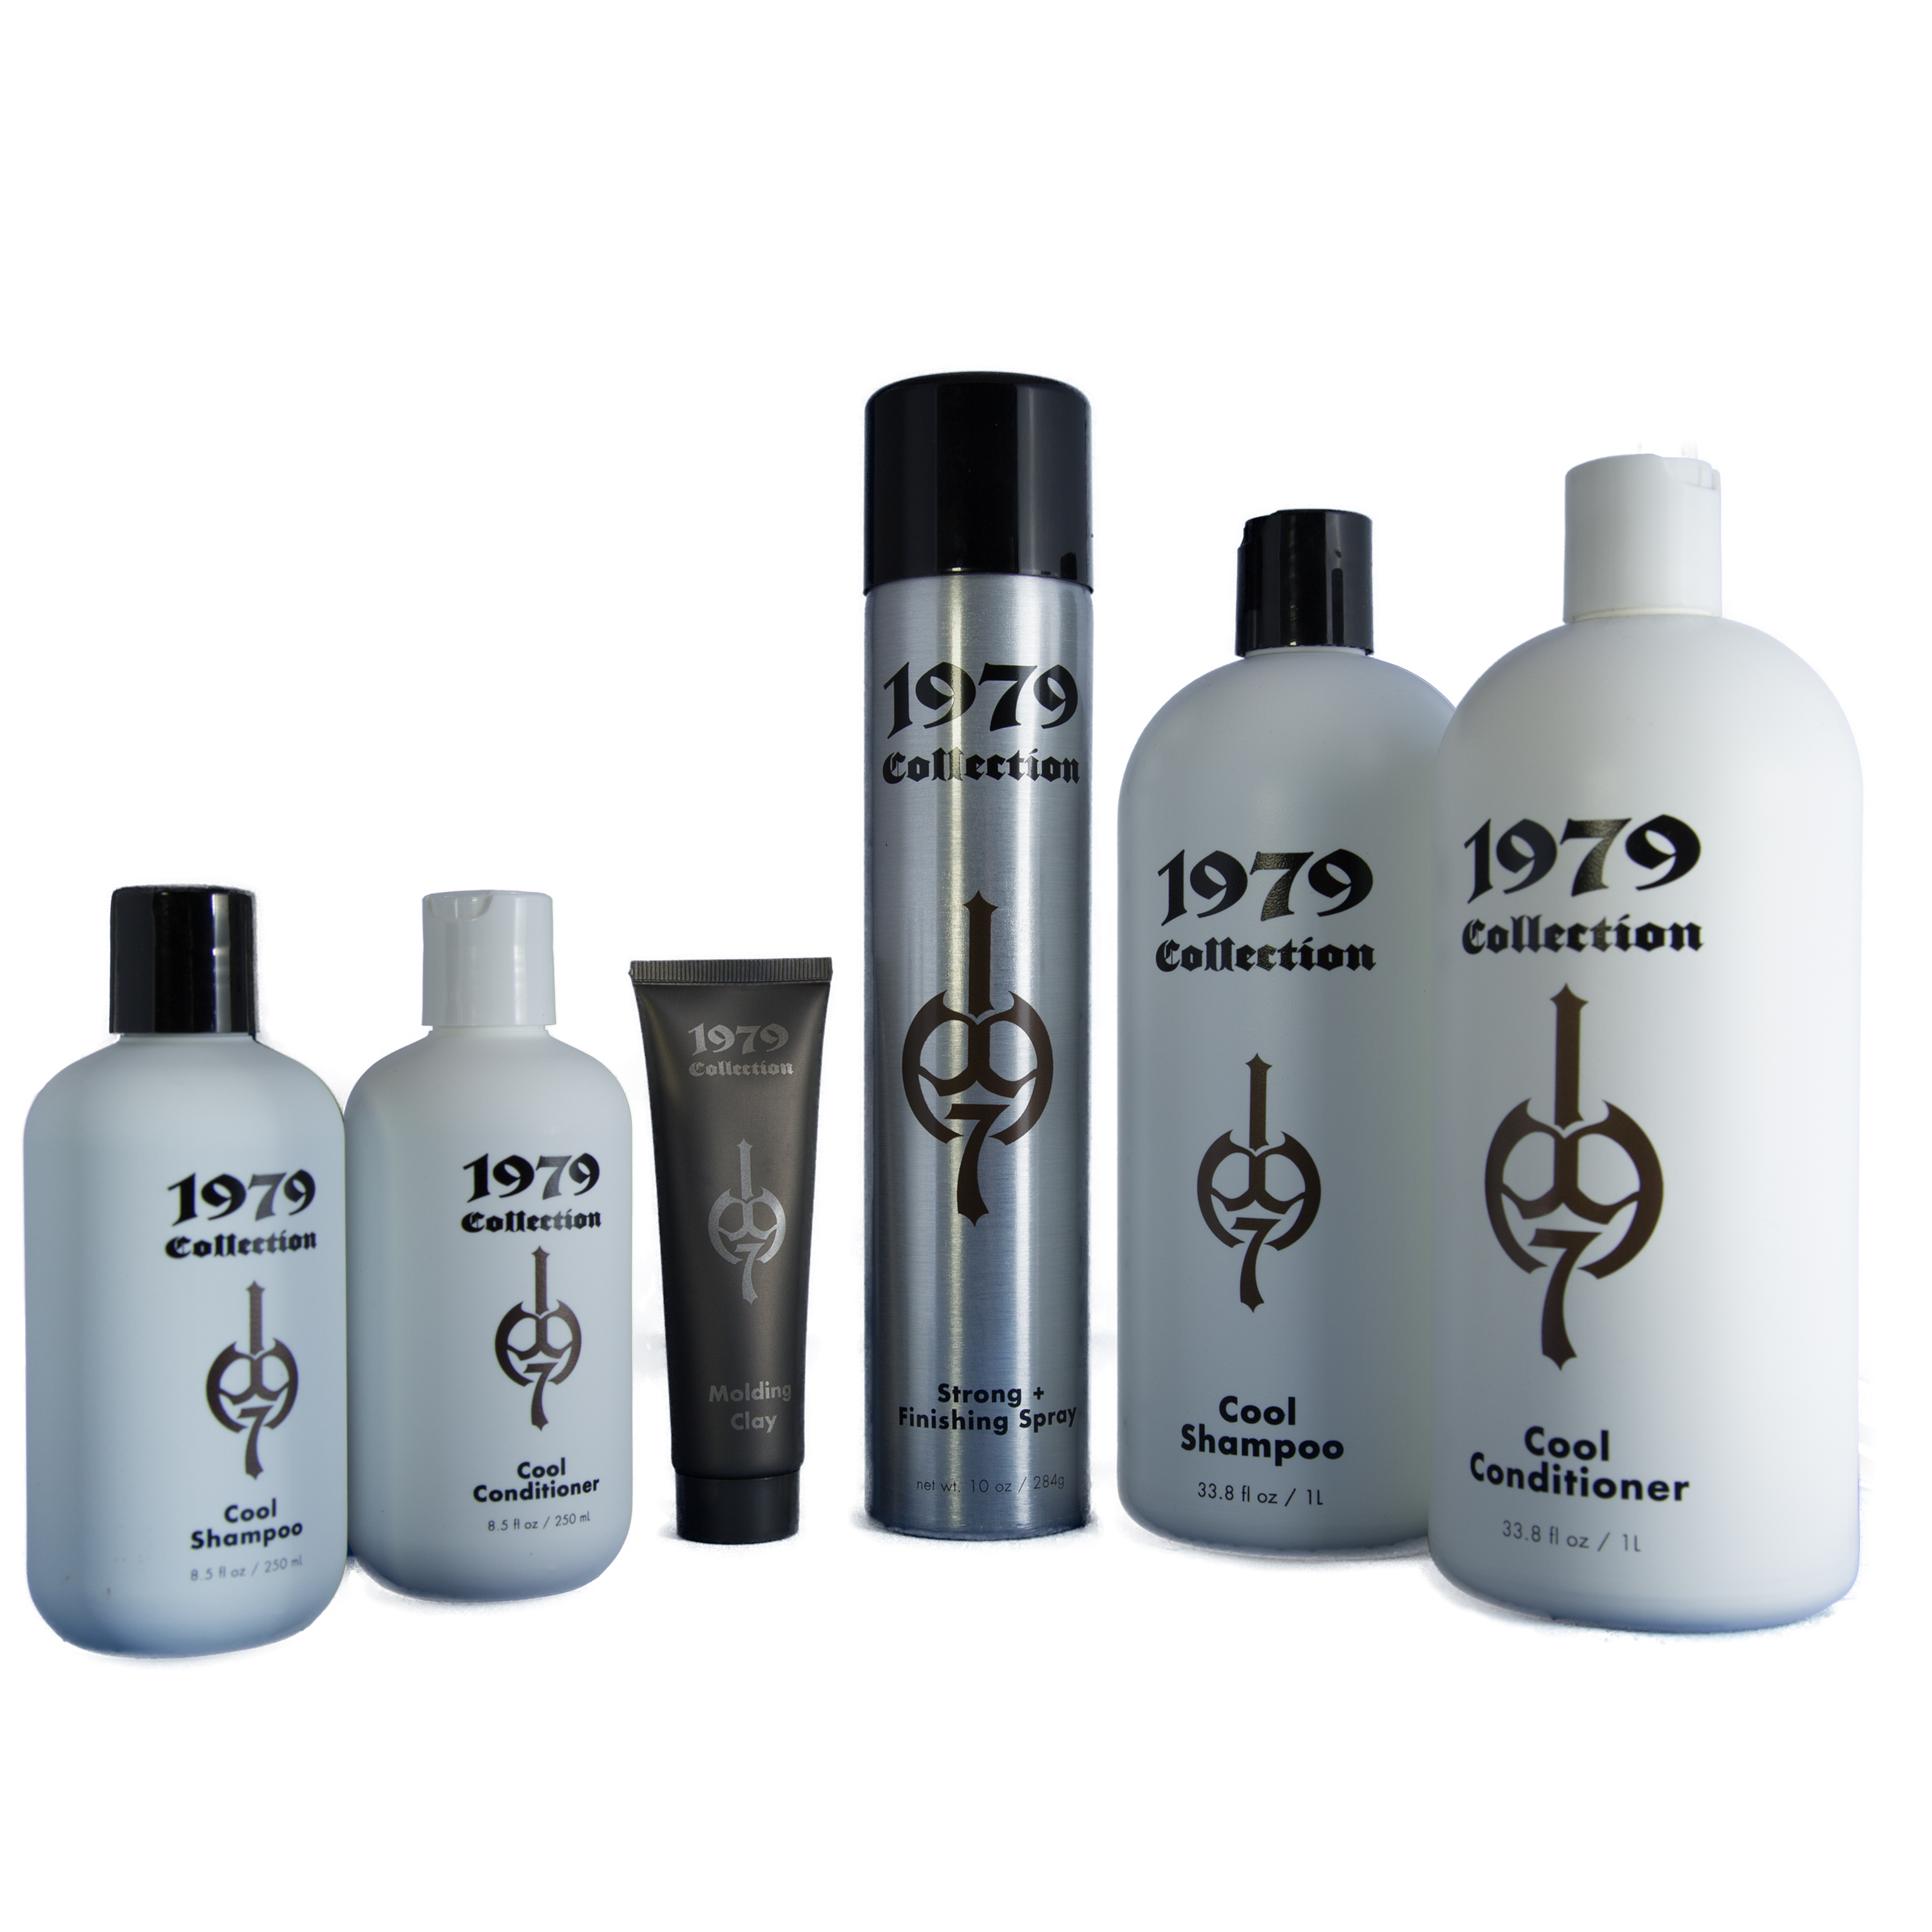 1979
Collection
Cool
Shampoo
8.5 fl oz / 250 ml
1979
Collection
Cool
Conditioner
8.5 fl oz / 250 ml
1979
Collection
Molding
Clay
1979
Collection
Strong +
Finishing Spray
net wt. 10 oz / 284g
1979
Collection
Cool
Shampoo
33.8 fl oz / 1L
1979
Collection
Cool
Conditioner
33.8 fl oz / 1L